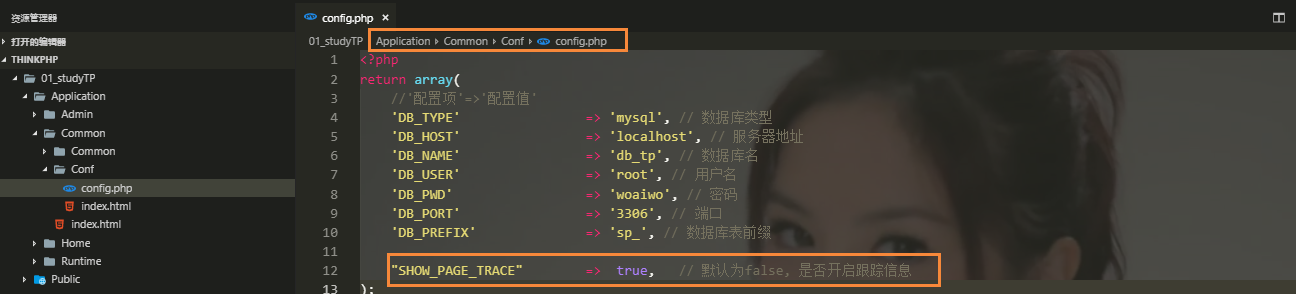 资源管理器
打开的编辑器
THINKPHP
01_studyTP
Application
Admin
Common
Common
Conf
config.php
index.html
index.html
Home
Runtime
Public
config.php ×
01_studyTP Application Common Conf config.php
1 <?php
2 return array(
3 //'配置项'=>'配置值'
4 'DB_TYPE' => 'mysql', // 数据库类型
5 'DB_HOST' => 'localhost', // 服务器地址
6 'DB_NAME' => 'db_tp', // 数据库名
7 'DB_USER' => 'root', // 用户名
8 'DB_PWD' => 'woaiwo', // 密码
9 'DB_PORT' => '3306', // 端口
10 'DB_PREFIX' => 'sp_', // 数据库表前缀
11
12 "SHOW_PAGE_TRACE" => true, // 默认为false, 是否开启跟踪信息
13 );